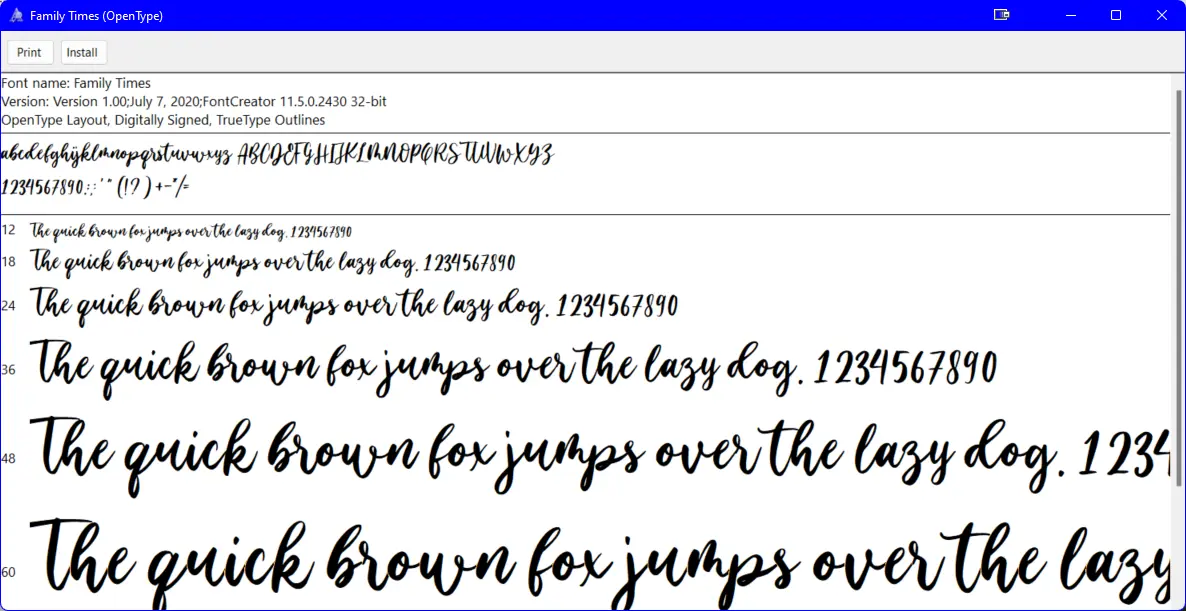 Family Times (OpenType)
Print Install
Font name: Family Times
Version: Version 1.00;July 7, 2020;FontCreator 11.5.0.2430 32-bit
OpenType Layout, Digitally Signed, TrueType Outlines
abcdefghijklmnopqrstuvwxyz ABCDEFGHIJKLMNOPQRSTUVWXYZ
1234567890.:,; ' " (!?) +-*/=
12 The quick brown fox jumps over the lazy dog. 1234567890
18 The quick brown fox jumps over the lazy dog. 1234567890
24 The quick brown fox jumps over the lazy dog. 1234567890
36 The quick brown fox jumps over the lazy dog. 1234567890
48 The quick brown fox jumps over the lazy dog. 1234
60 The quick brown fox jumps over the lazy